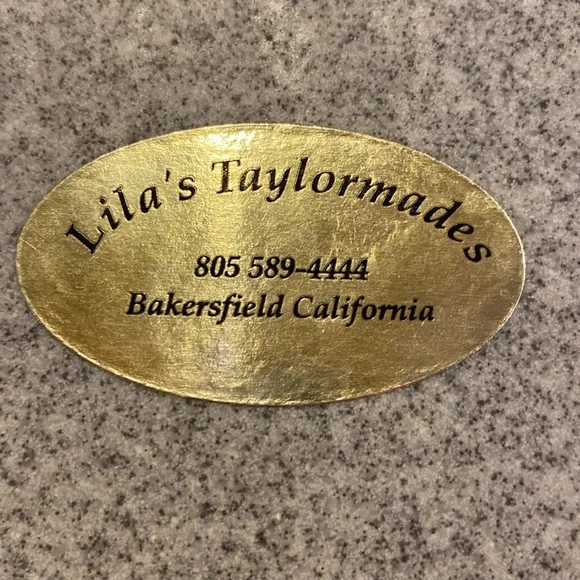 Lila's Taylormades
805 589-4444
Bakersfield California